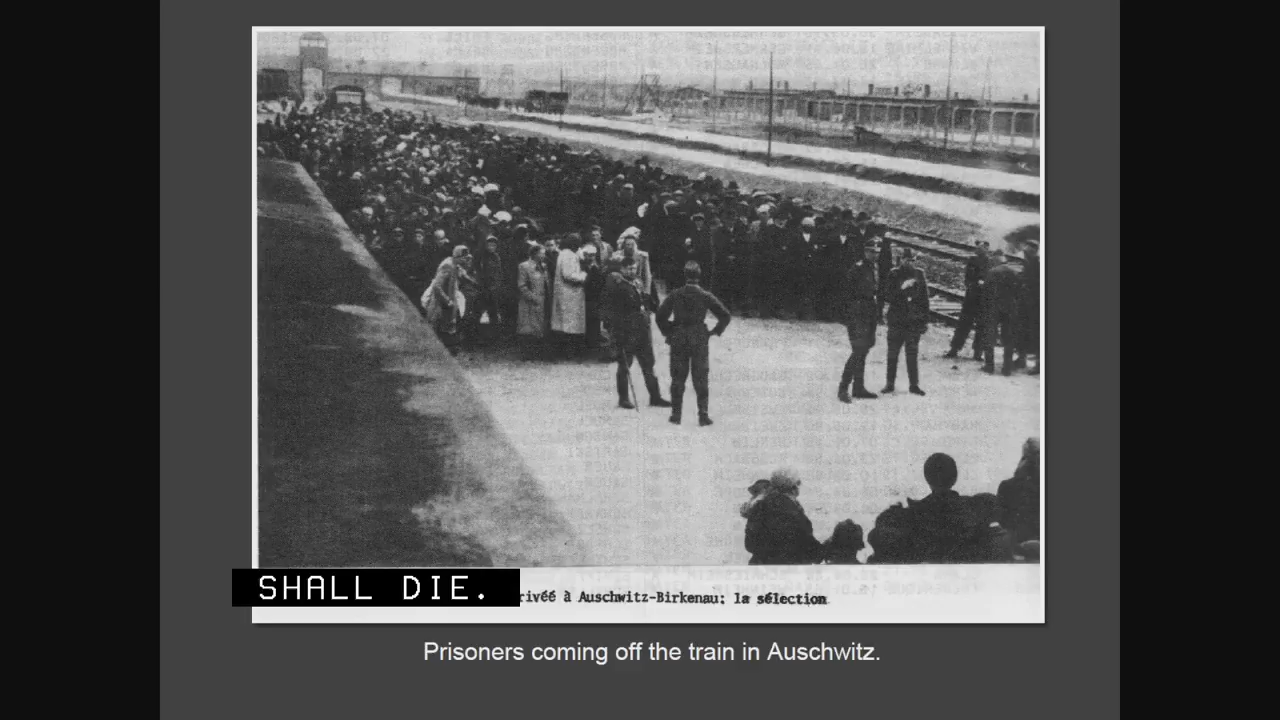 SHALL DIE.
rivéé à Auschwitz-Birkenau; la sélection
Prisoners coming off the train in Auschwitz.